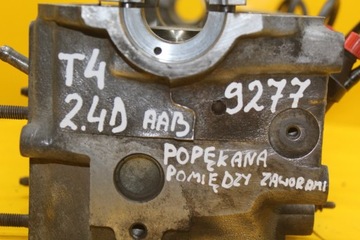 T4
2.4D AAB
9277
POPĘKANA
POMIĘDZY ZAWORAMI